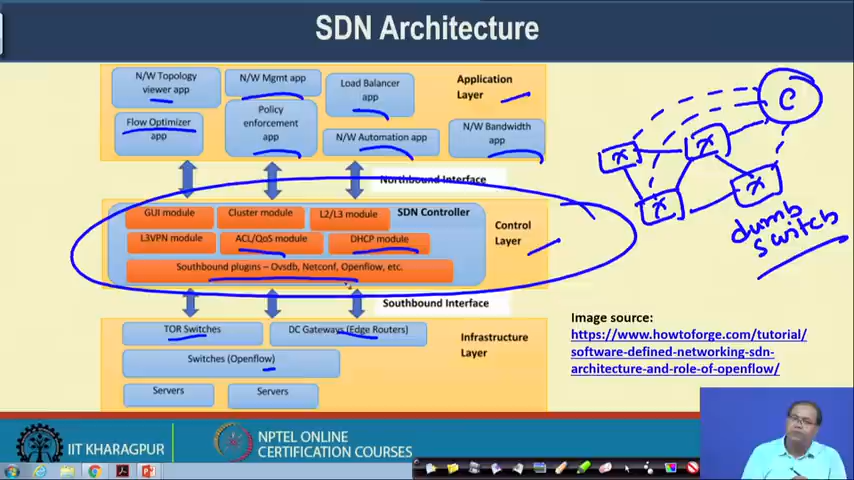 SDN Architecture
N/W Topology
viewer app
N/W Mgmt app
Load Balancer
app
Application
Layer
Flow Optimizer
app
Policy
enforcement
app
N/W Automation app
N/W Bandwidth
app
Northbound Interface
GUI module
Cluster module
L2/L3 module
SDN Controller
L3VPN module
ACL/QoS module
DHCP module
Control
Layer
Southbound plugins – Ovsdb, Netconf, Openflow, etc.
Southbound Interface
TOR Switches
DC Gateways (Edge Routers)
Infrastructure
Layer
Switches (Openflow)
Servers
Servers
C
X
X
X
X
dumb
switch
Image source:
https://www.howtoforge.com/tutorial/
software-defined-networking-sdn-
architecture-and-role-of-openflow/
IIT KHARAGPUR
NPTEL ONLINE
CERTIFICATION COURSES